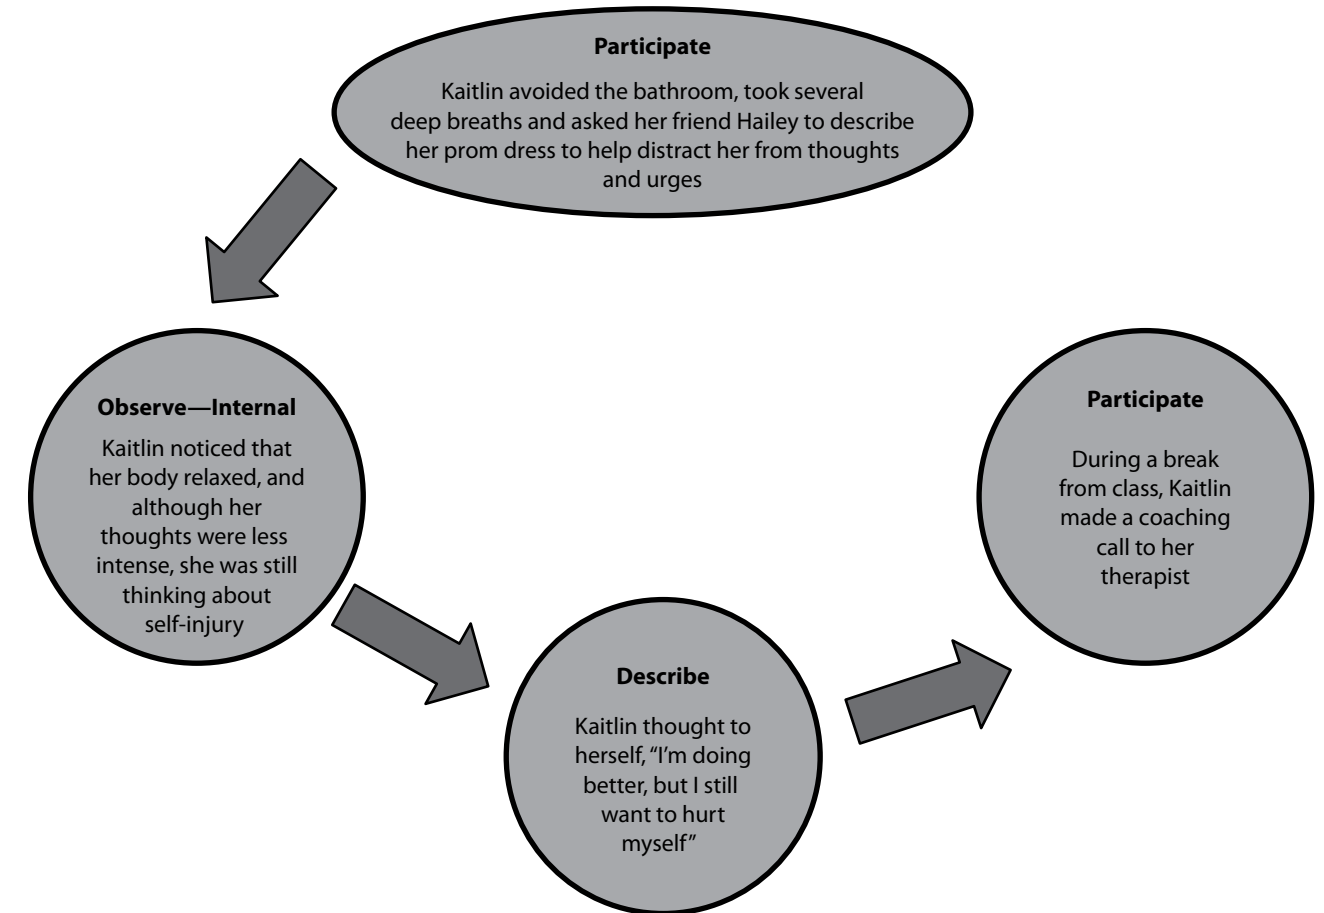 Participate
Kaitlin avoided the bathroom, took several
deep breaths and asked her friend Hailey to describe
her prom dress to help distract her from thoughts
and urges
Observe—Internal
Kaitlin noticed that
her body relaxed, and
although her
thoughts were less
intense, she was still
thinking about
self-injury
Describe
Kaitlin thought to
herself, “I’m doing
better, but I still
want to hurt
myself”
Participate
During a break
from class, Kaitlin
made a coaching
call to her
therapist